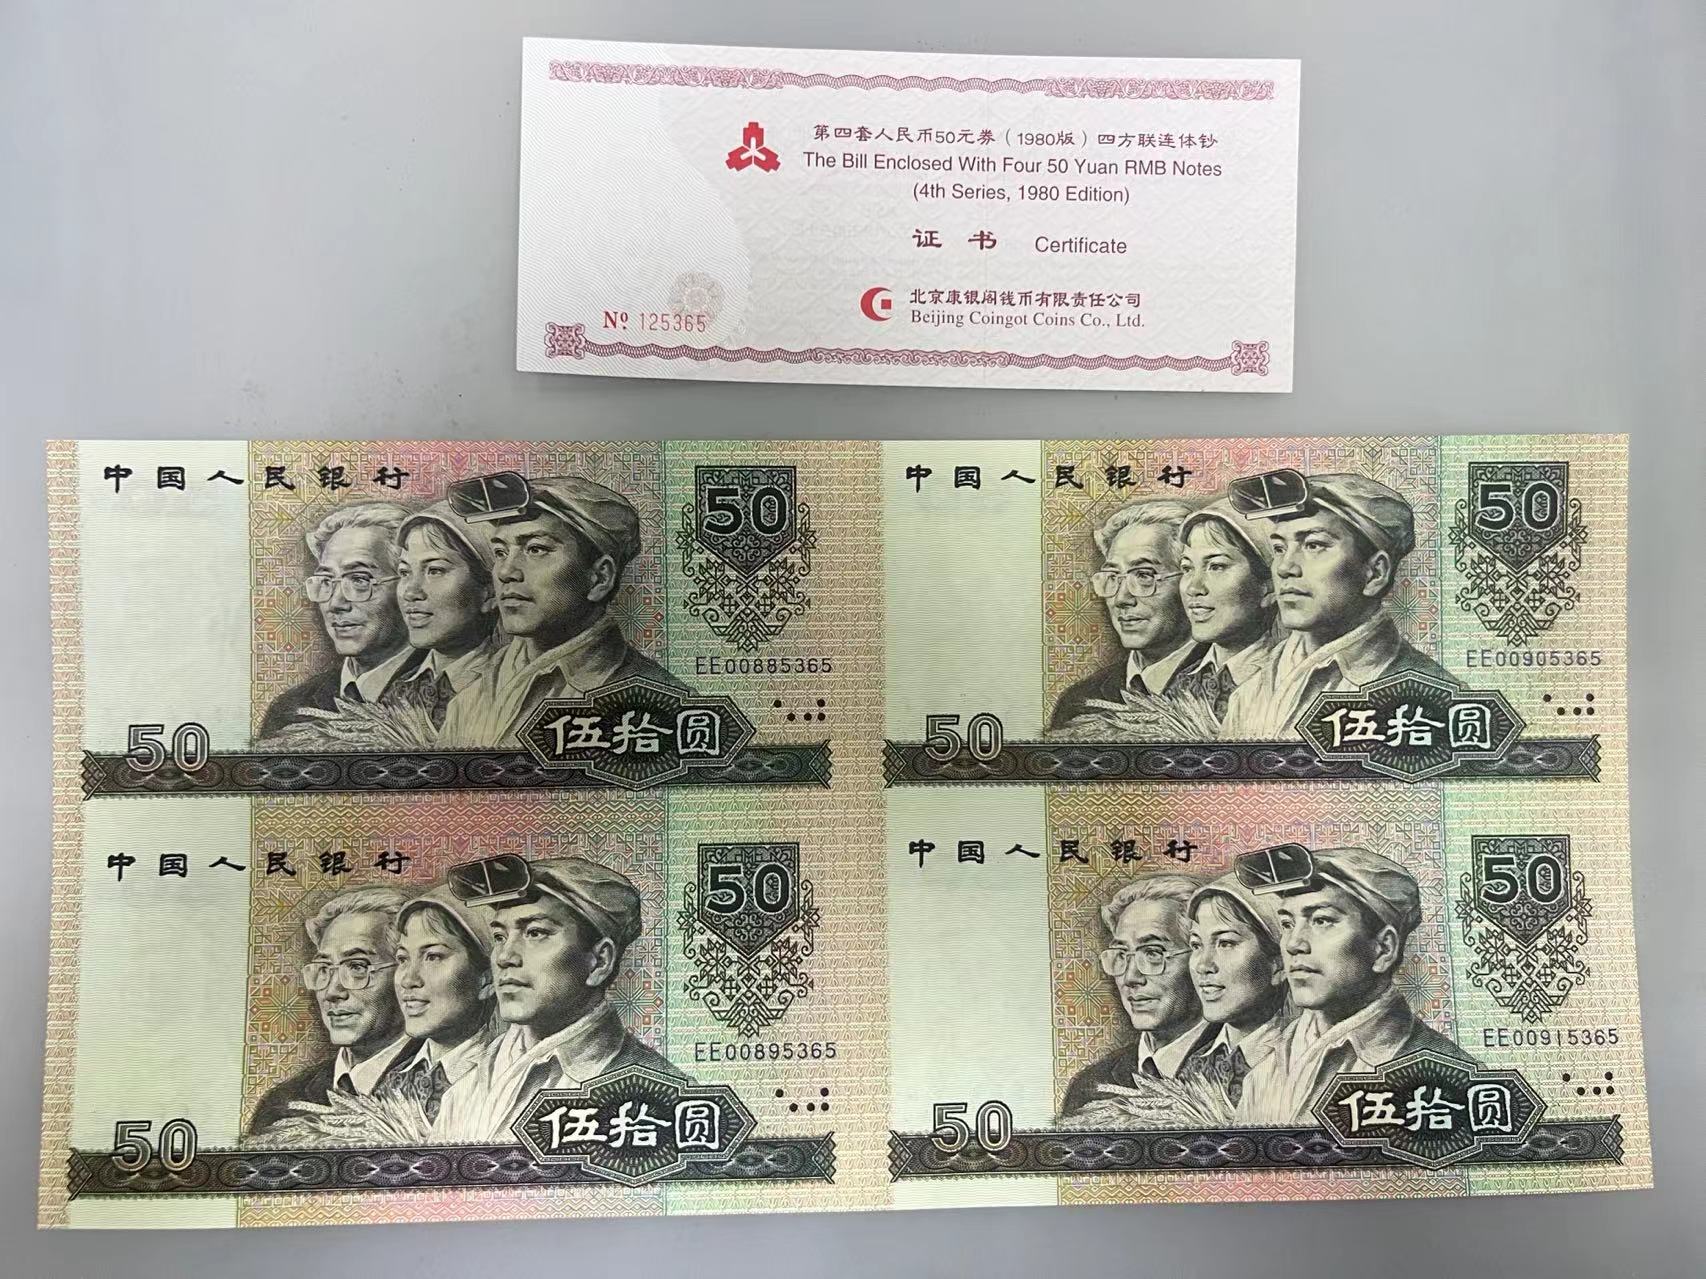 第四套人民币50元券（1980版）四方联连体钞
The Bill Enclosed With Four 50 Yuan RMB Notes
(4th Series, 1980 Edition)
证 书 Certificate
北京康银阁钱币有限责任公司
Beijing Coingot Coins Co., Ltd.
Nº 125365
中国人民银行
50
EE00885365
50
伍拾圆
中国人民银行
50
EE00905365
50
伍拾圆
中国人民银行
50
EE00895365
50
伍拾圆
中国人民银行
50
EE00915365
50
伍拾圆